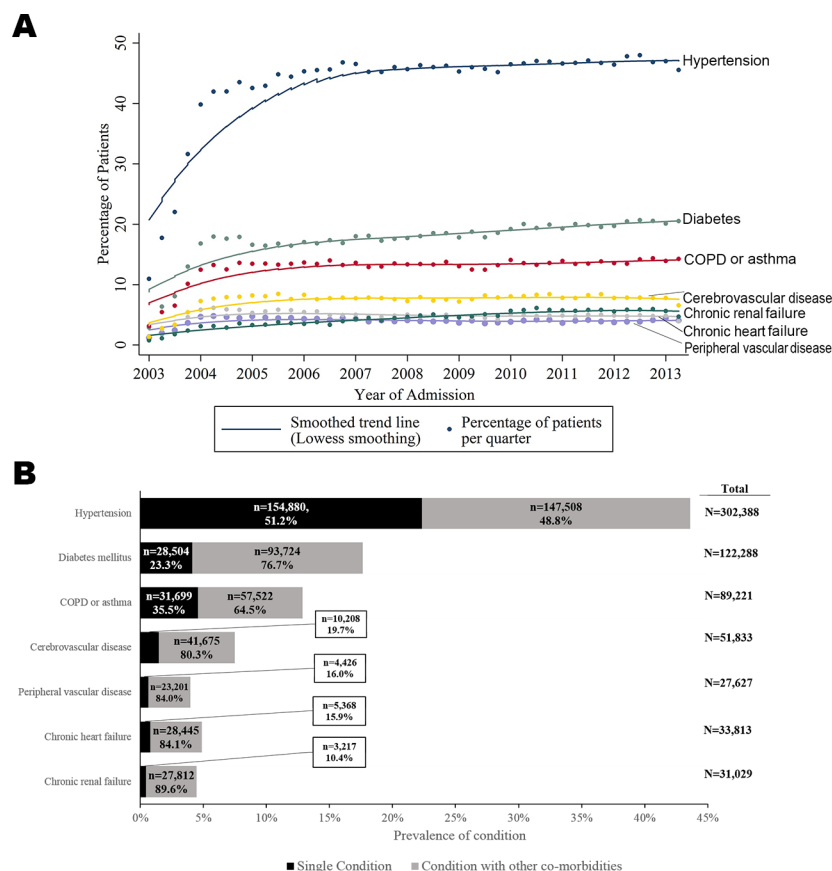 A
50
40
30
20
10
0
Percentage of Patients
Hypertension
Diabetes
COPD or asthma
Cerebrovascular disease
Chronic renal failure
Chronic heart failure
Peripheral vascular disease
2003 2004 2005 2006 2007 2008 2009 2010 2011 2012 2013
Year of Admission
Smoothed trend line
(Lowess smoothing)
Percentage of patients
per quarter
B
Total
Hypertension
n=154,880,
51.2%
n=147,508
48.8%
N=302,388
Diabetes mellitus
n=28,504
23.3%
n=93,724
76.7%
N=122,288
COPD or asthma
n=31,699
35.5%
n=57,522
64.5%
N=89,221
n=10,208
19.7%
Cerebrovascular disease
n=41,675
80.3%
N=51,833
n=4,426
16.0%
Peripheral vascular disease
n=23,201
84.0%
N=27,627
n=5,368
15.9%
Chronic heart failure
n=28,445
84.1%
N=33,813
n=3,217
10.4%
Chronic renal failure
n=27,812
89.6%
N=31,029
0% 5% 10% 15% 20% 25% 30% 35% 40% 45%
Prevalence of condition
Single Condition
Condition with other co-morbidities